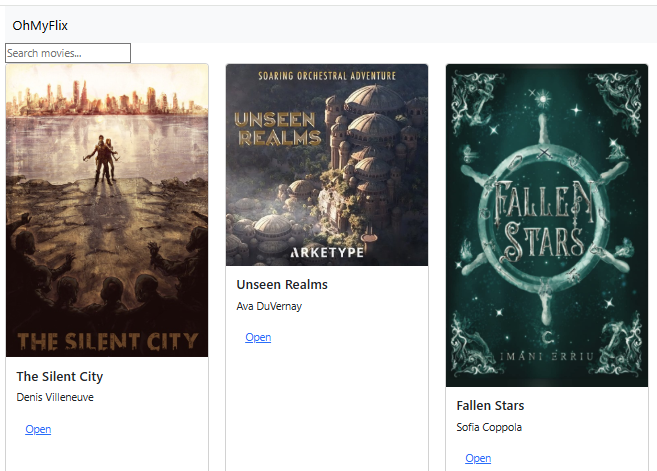 OhMyFlix
Search movies...
THE SILENT CITY
The Silent City
Denis Villeneuve
Open
SOARING ORCHESTRAL ADVENTURE
UNSEEN
REALMS
ARKETYPE
Unseen Realms
Ava DuVernay
Open
FALLEN
STARS
IMANI ERRIU
Fallen Stars
Sofia Coppola
Open